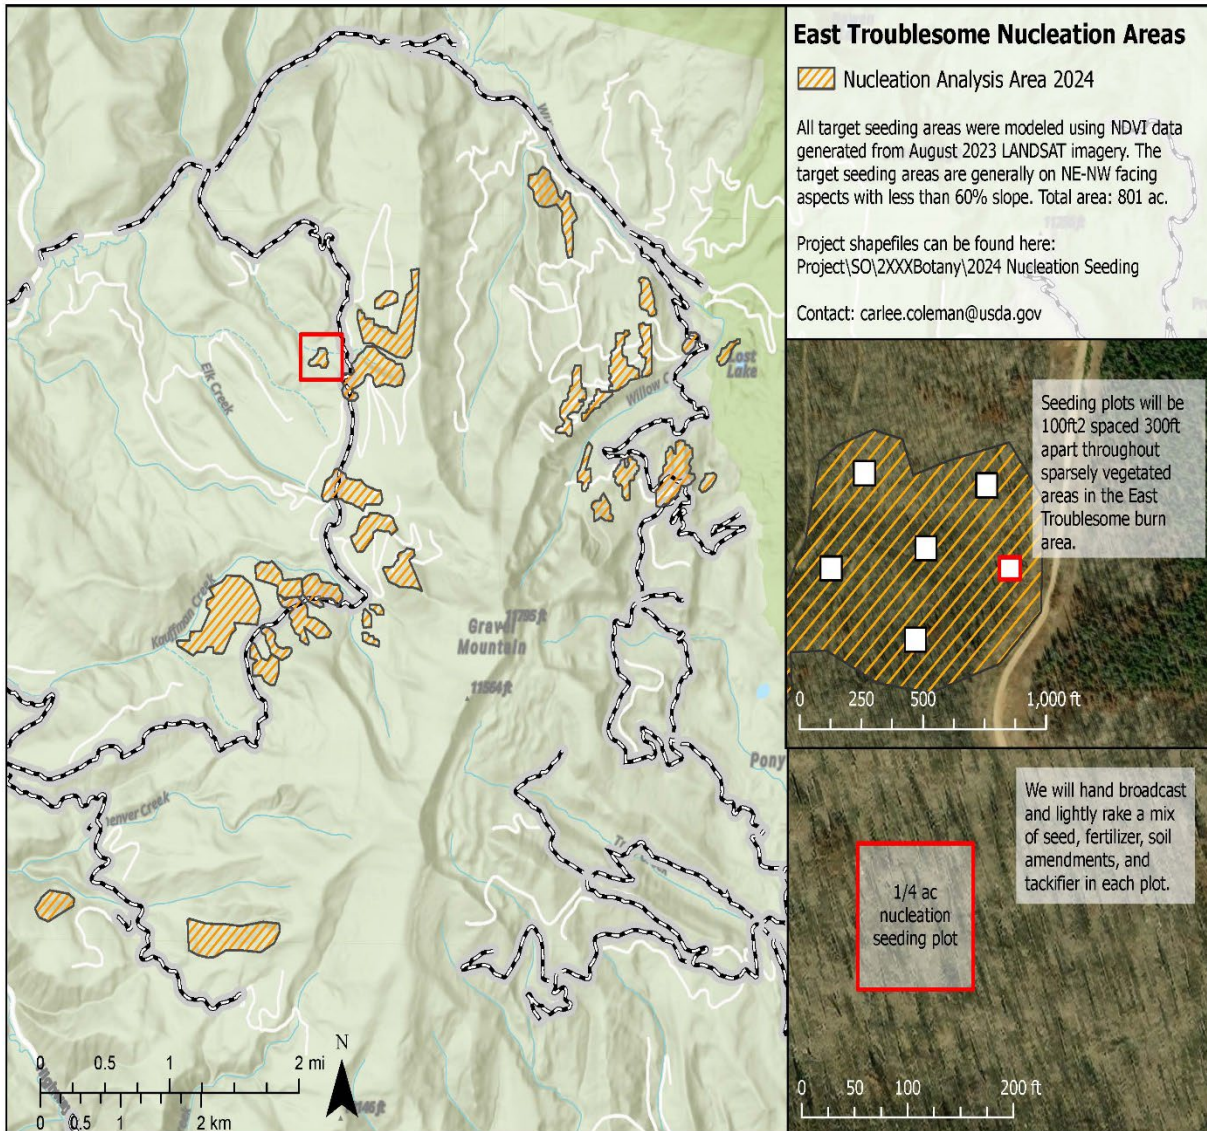 East Troublesome Nucleation Areas
Nucleation Analysis Area 2024
All target seeding areas were modeled using NDVI data
generated from August 2023 LANDSAT imagery. The
target seeding areas are generally on NE-NW facing
aspects with less than 60% slope. Total area: 801 ac.
Project shapefiles can be found here:
Project\SO\2XXXBotany\2024 Nucleation Seeding
Contact: carlee.coleman@usda.gov
Elk Creek
Lost
Lake
Willow C
Kauffman Creek
11795 ft
Gravel
Mountain
11564 ft
Pony
Denver Creek
0 0.5 1 2 mi
0 0.5 1 2 km
N
Seeding plots will be
100ft2 spaced 300ft
apart throughout
sparsely vegetated
areas in the East
Troublesome burn
area.
0 250 500 1,000 ft
We will hand broadcast
and lightly rake a mix
of seed, fertilizer, soil
amendments, and
tackifier in each plot.
1/4 ac
nucleation
seeding plot
0 50 100 200 ft